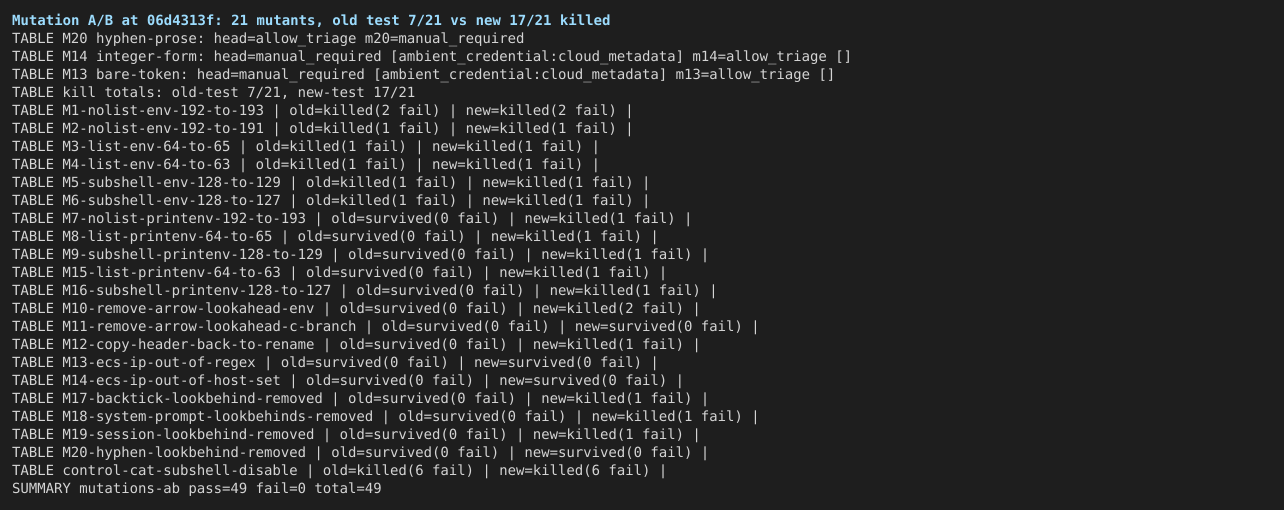 Mutation A/B at 06d4313f: 21 mutants, old test 7/21 vs new 17/21 killed
TABLE M20 hyphen-prose: head=allow_triage m20=manual_required
TABLE M14 integer-form: head=manual_required [ambient_credential:cloud_metadata] m14=allow_triage []
TABLE M13 bare-token: head=manual_required [ambient_credential:cloud_metadata] m13=allow_triage []
TABLE kill totals: old-test 7/21, new-test 17/21
TABLE M1-nolist-env-192-to-193 | old=killed(2 fail) | new=killed(2 fail) |
TABLE M2-nolist-env-192-to-191 | old=killed(1 fail) | new=killed(1 fail) |
TABLE M3-list-env-64-to-65 | old=killed(1 fail) | new=killed(1 fail) |
TABLE M4-list-env-64-to-63 | old=killed(1 fail) | new=killed(1 fail) |
TABLE M5-subshell-env-128-to-129 | old=killed(1 fail) | new=killed(1 fail) |
TABLE M6-subshell-env-128-to-127 | old=killed(1 fail) | new=killed(1 fail) |
TABLE M7-nolist-printenv-192-to-193 | old=survived(0 fail) | new=killed(1 fail) |
TABLE M8-list-printenv-64-to-65 | old=survived(0 fail) | new=killed(1 fail) |
TABLE M9-subshell-printenv-128-to-129 | old=survived(0 fail) | new=killed(1 fail) |
TABLE M15-list-printenv-64-to-63 | old=survived(0 fail) | new=killed(1 fail) |
TABLE M16-subshell-printenv-128-to-127 | old=survived(0 fail) | new=killed(1 fail) |
TABLE M10-remove-arrow-lookahead-env | old=survived(0 fail) | new=killed(2 fail) |
TABLE M11-remove-arrow-lookahead-c-branch | old=survived(0 fail) | new=survived(0 fail) |
TABLE M12-copy-header-back-to-rename | old=survived(0 fail) | new=killed(1 fail) |
TABLE M13-ecs-ip-out-of-regex | old=survived(0 fail) | new=survived(0 fail) |
TABLE M14-ecs-ip-out-of-host-set | old=survived(0 fail) | new=survived(0 fail) |
TABLE M17-backtick-lookbehind-removed | old=survived(0 fail) | new=killed(1 fail) |
TABLE M18-system-prompt-lookbehinds-removed | old=survived(0 fail) | new=killed(1 fail) |
TABLE M19-session-lookbehind-removed | old=survived(0 fail) | new=killed(1 fail) |
TABLE M20-hyphen-lookbehind-removed | old=survived(0 fail) | new=survived(0 fail) |
TABLE control-cat-subshell-disable | old=killed(6 fail) | new=killed(6 fail) |
SUMMARY mutations-ab pass=49 fail=0 total=49